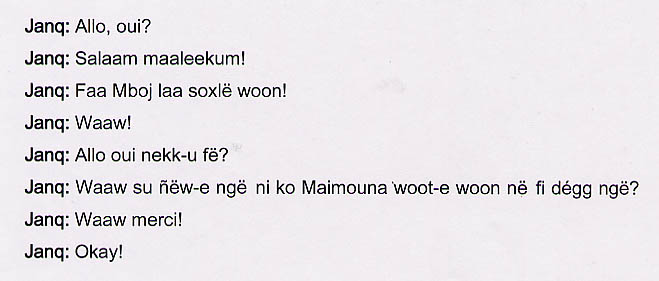 Janq: Allo, oui?
Janq: Salaam maaleekum!
Janq: Faa Mboj laa soxlë woon!
Janq: Waaw!
Janq: Allo oui nekk-u fë?
Janq: Waaw su ñëw-e ngë ni ko Maimouna woot-e woon në fi dégg ngë?
Janq: Waaw merci!
Janq: Okay!